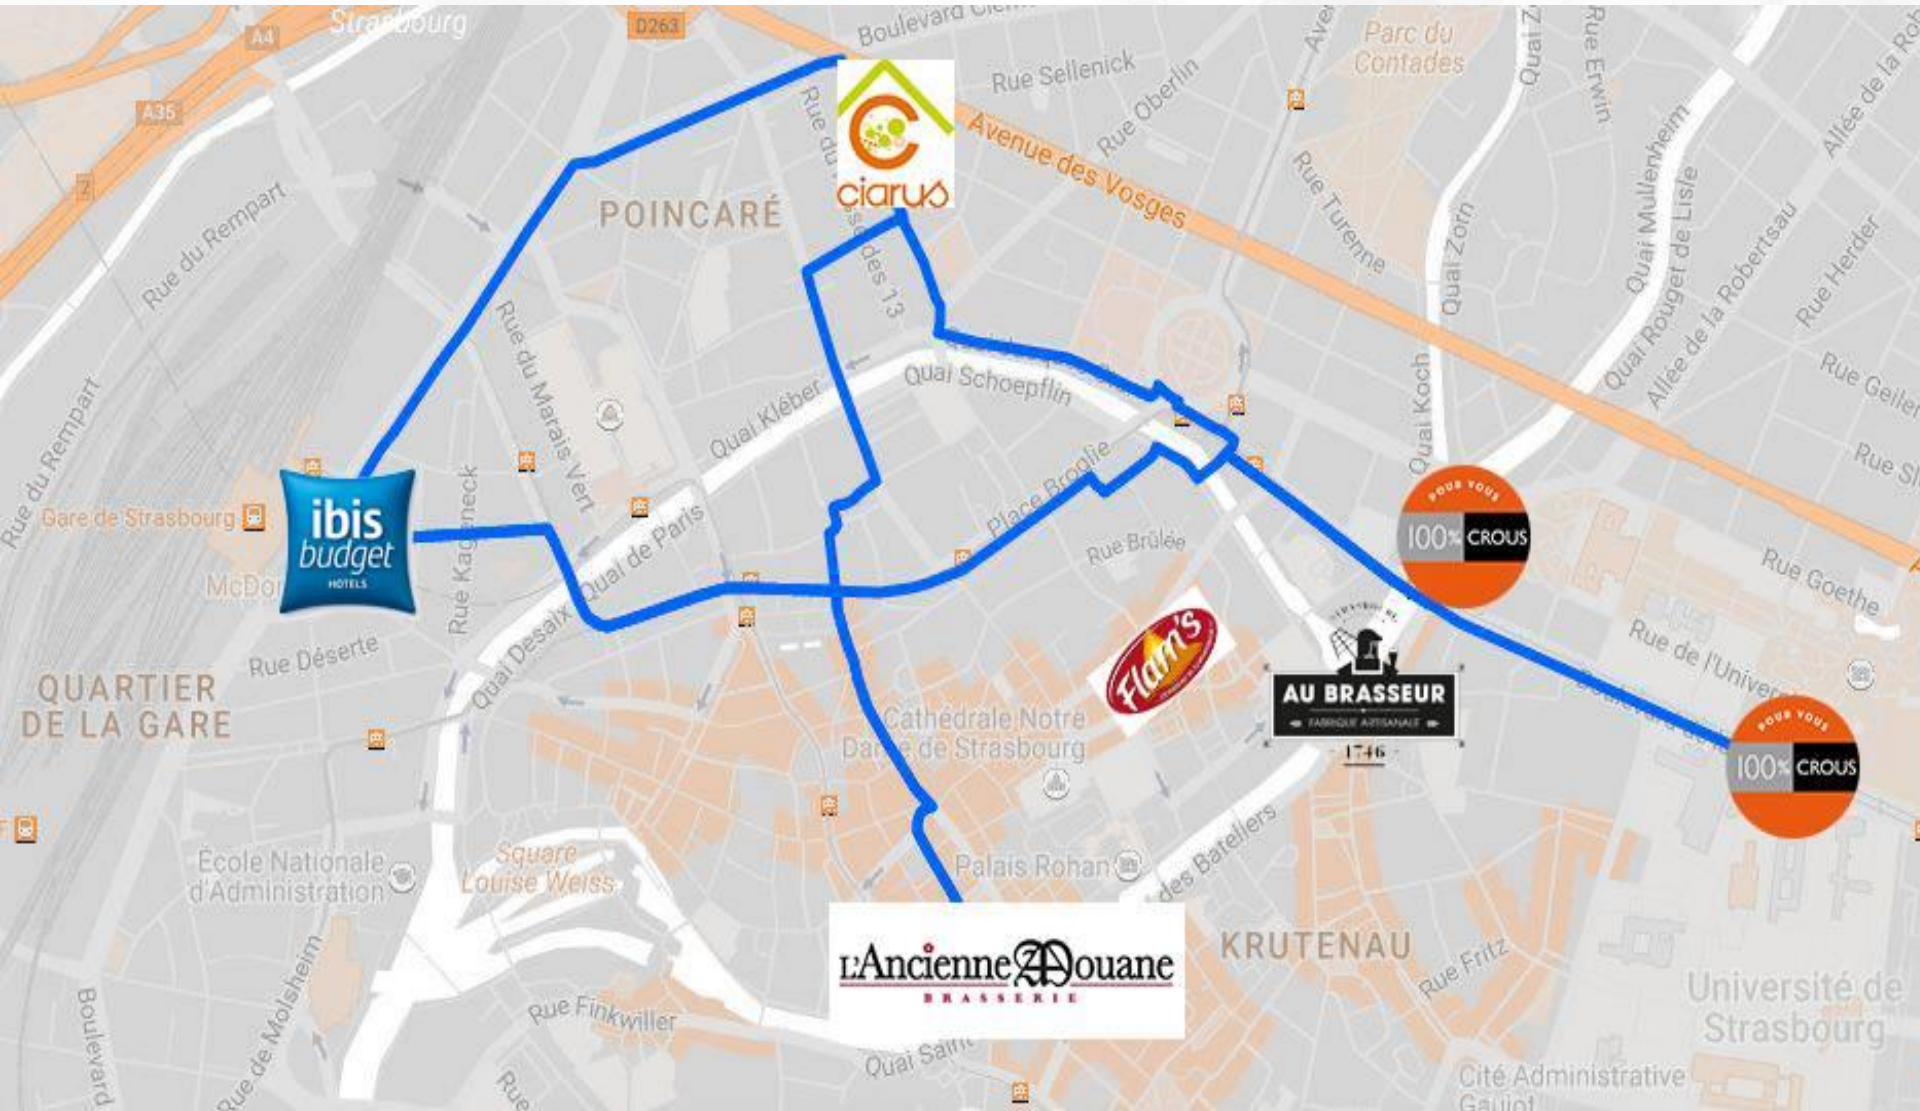 Strasbourg
A4
D263
Boulevard Clem
Parc du
Contades
Quai Z
Rue Erwin
A35
Rue Sellenick
Rue Oberlin
Avenue des Vosges
Rue du
ciarus
2
POINCARÉ
Rue du Rempart
Rue Turenne
Quai Zorn
Quai Mullenheim
Quai Rouget de Lisle
Allée de la Robertsau
Allée de la Rob
Rue Herder
sse des 13
Rue du Marais Vert
Quai Kléber
Quai Schoepflin
Quai Koch
Rue Geiler
Rue du Rempart
Gare de Strasbourg
ibis
budget
HOTELS
Rue Kageneck
Quai de Paris
Place Broglie
Rue Brûlée
POUR VOUS
100% CROUS
Rue Goethe
McDo
Rue Déserte
Quai Desaix
Flam's
Rue de l'Univers
QUARTIER
DE LA GARE
AU BRASSEUR
FABRIQUE ARTISANALE
1746
Cathédrale Notre
Dame de Strasbourg
POUR VOUS
100% CROUS
École Nationale
d'Administration
Square
Louise Weiss
Palais Rohan
des Bateliers
L'Ancienne Douane
BRASSERIE
KRUTENAU
Rue Fritz
Université de
Strasbourg
Boulevard
Rue de Molsheim
Rue Finkwiller
Quai Saint
Rue
Cité Administrative
Gaujot